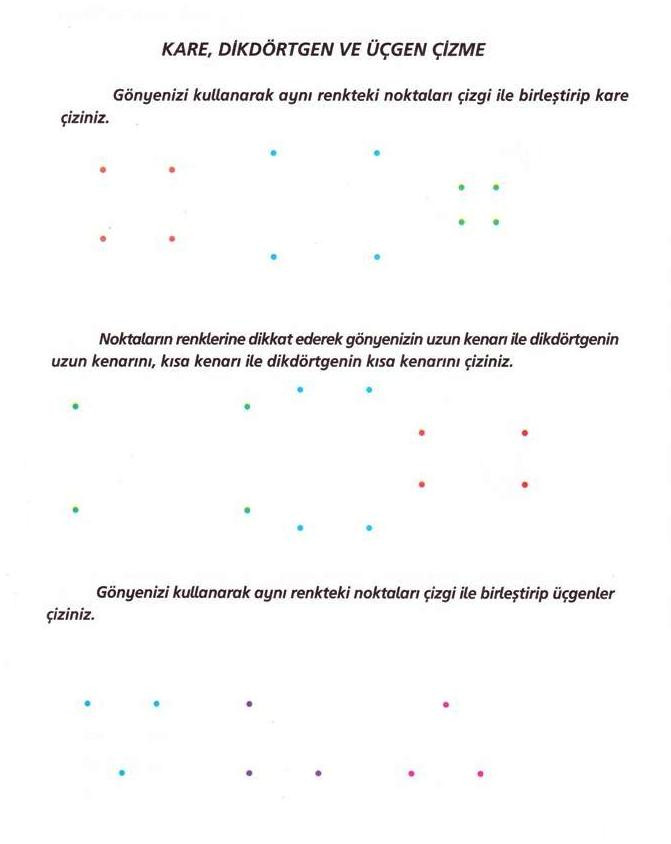 KARE, DİKDÖRTGEN VE ÜÇGEN ÇİZME
Gönyenizi kullanarak aynı renkteki noktaları çizgi ile birleştirip kare
çiziniz.
Noktaların renklerine dikkat ederek gönyenizin uzun kenarı ile dikdörtgenin
uzun kenarını, kısa kenarı ile dikdörtgenin kısa kenarını çiziniz.
Gönyenizi kullanarak aynı renkteki noktaları çizgi ile birleştirip üçgenler
çiziniz.